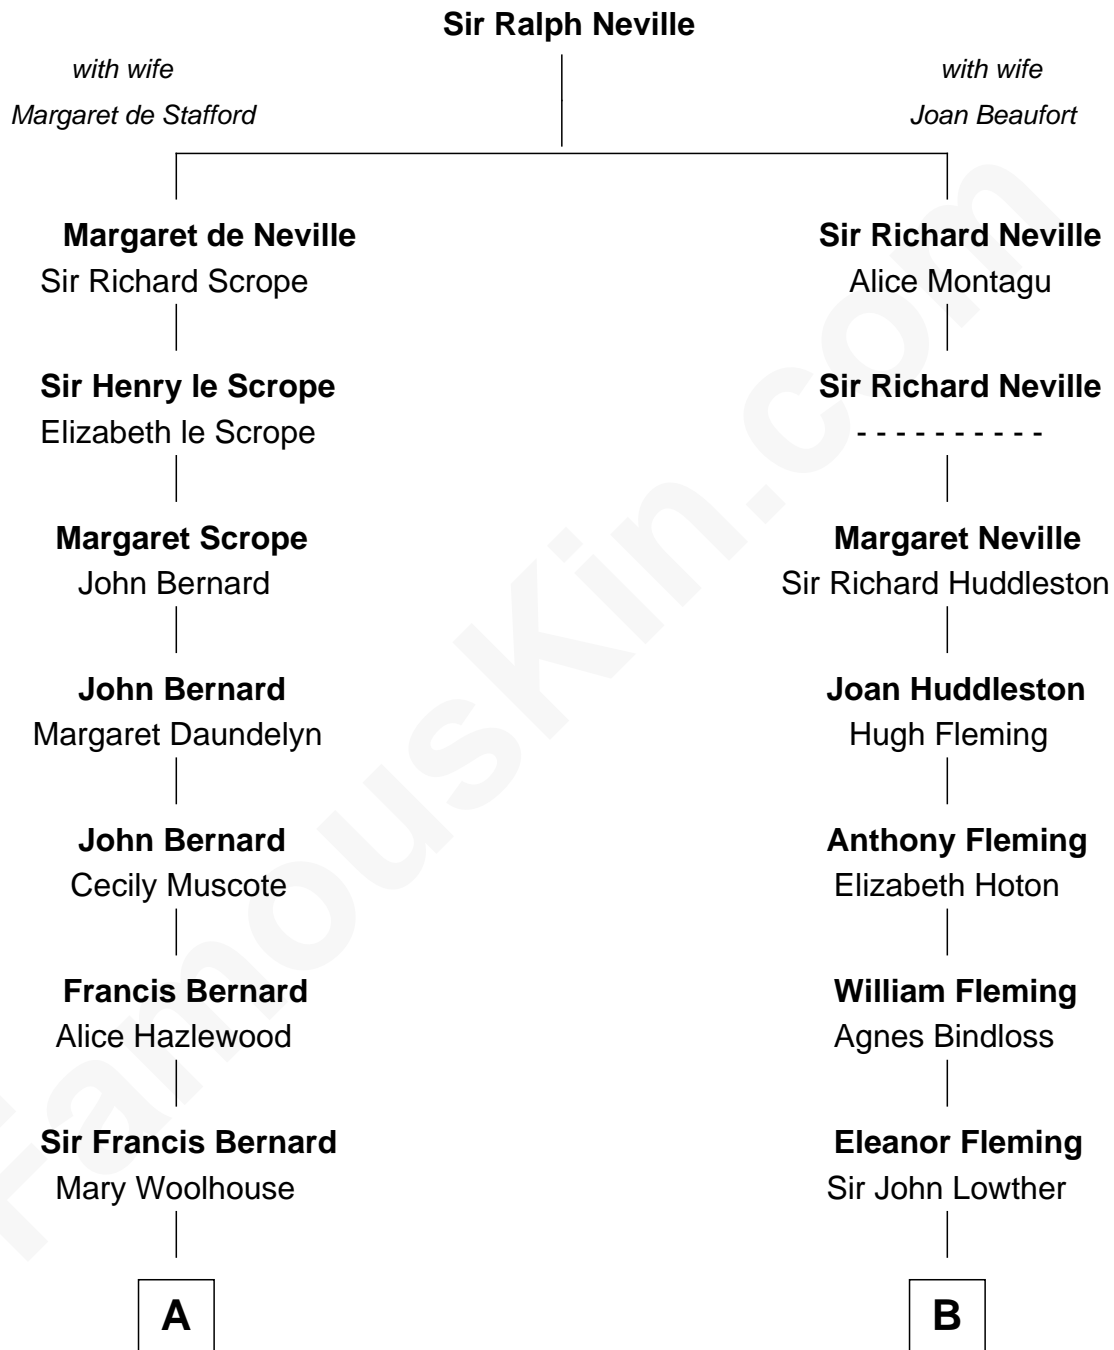 Sir Ralph Neville
with wife
Margaret de Stafford
with wife
Joan Beaufort
Margaret de Neville
Sir Richard Scrope
Sir Richard Neville
Alice Montagu
Sir Henry le Scrope
Elizabeth le Scrope
Sir Richard Neville
- - - - - - - - - -
Margaret Scrope
John Bernard
Margaret Neville
Sir Richard Huddleston
John Bernard
Margaret Daundelyn
Joan Huddleston
Hugh Fleming
John Bernard
Cecily Muscote
Anthony Fleming
Elizabeth Hoton
Francis Bernard
Alice Hazlewood
William Fleming
Agnes Bindloss
Sir Francis Bernard
Mary Woolhouse
Eleanor Fleming
Sir John Lowther
A
B
FamousKin.com